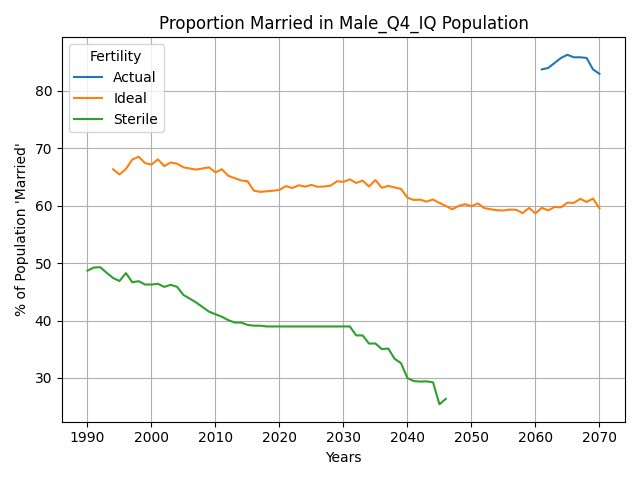 Proportion Married in Male_Q4_IQ Population
Fertility
Actual
Ideal
Sterile
% of Population 'Married'
80
70
60
50
40
30
1990 2000 2010 2020 2030 2040 2050 2060 2070
Years